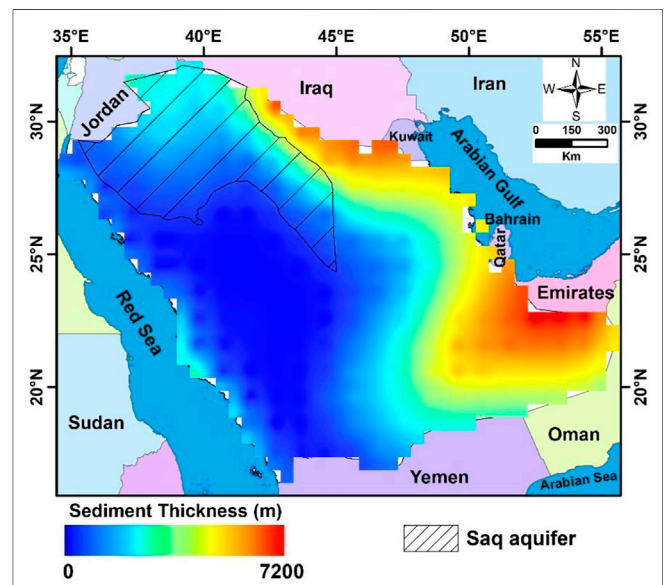 35°E 40°E 45°E 50°E 55°E
N
W E
S
0 150 300
Km
Jordan
Iraq
Iran
30°N
30°N
Kuwait
Arabian Gulf
Bahrain
Qatar
25°N
25°N
Emirates
Red Sea
20°N
20°N
Sudan
Oman
Yemen
Arabian Sea
Sediment Thickness (m)
0 7200
Saq aquifer